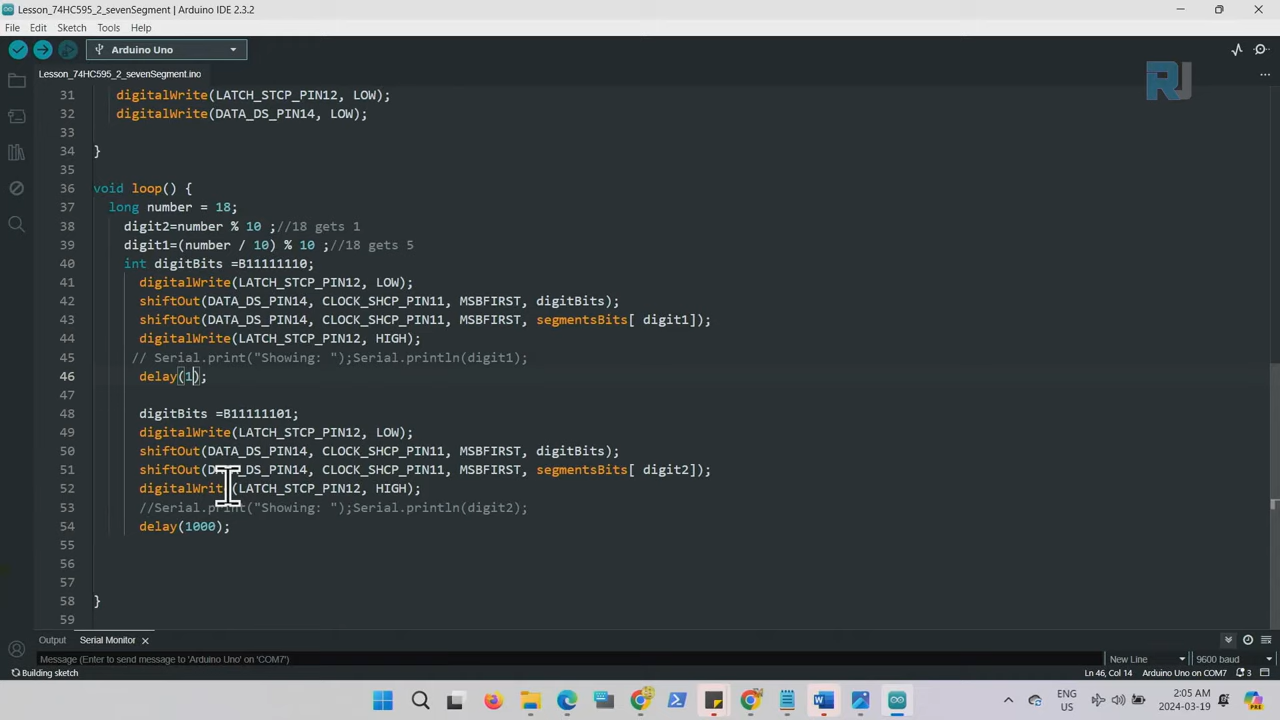 Lesson_74HC595_2_sevenSegment | Arduino IDE 2.3.2
File Edit Sketch Tools Help
Arduino Uno
Lesson_74HC595_2_sevenSegment.ino
RJ
31 digitalWrite(LATCH_STCP_PIN12, LOW);
32 digitalWrite(DATA_DS_PIN14, LOW);
33
34 }
35
36 void loop() {
37 long number = 18;
38 digit2=number % 10 ;//18 gets 1
39 digit1=(number / 10) % 10 ;//18 gets 5
40 int digitBits =B11111110;
41 digitalWrite(LATCH_STCP_PIN12, LOW);
42 shiftOut(DATA_DS_PIN14, CLOCK_SHCP_PIN11, MSBFIRST, digitBits);
43 shiftOut(DATA_DS_PIN14, CLOCK_SHCP_PIN11, MSBFIRST, segmentsBits[ digit1]);
44 digitalWrite(LATCH_STCP_PIN12, HIGH);
45 // Serial.print("Showing: ");Serial.println(digit1);
46 delay(1);
47
48 digitBits =B11111101;
49 digitalWrite(LATCH_STCP_PIN12, LOW);
50 shiftOut(DATA_DS_PIN14, CLOCK_SHCP_PIN11, MSBFIRST, digitBits);
51 shiftOut(DATA_DS_PIN14, CLOCK_SHCP_PIN11, MSBFIRST, segmentsBits[ digit2]);
52 digitalWrite(LATCH_STCP_PIN12, HIGH);
53 //Serial.print("Showing: ");Serial.println(digit2);
54 delay(1000);
55
56
57
58 }
59
Output Serial Monitor
Message (Enter to send message to 'Arduino Uno' on 'COM7') New Line 9600 baud
Building sketch Ln 46, Col 14 Arduino Uno on COM7 3
ENG US 2:05 AM 2024-03-19